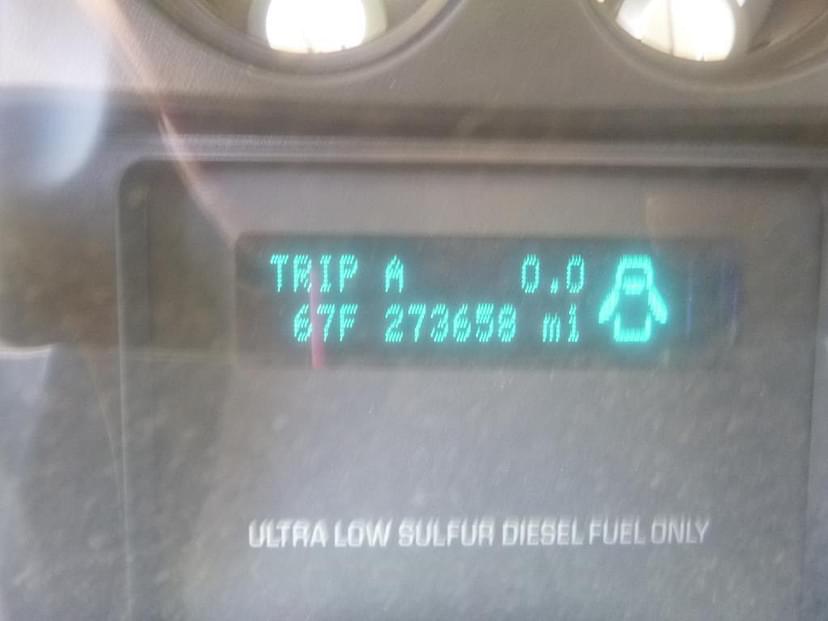 TRIP A 0.0
67F 273658 mi
ULTRA LOW SULFUR DIESEL FUEL ONLY